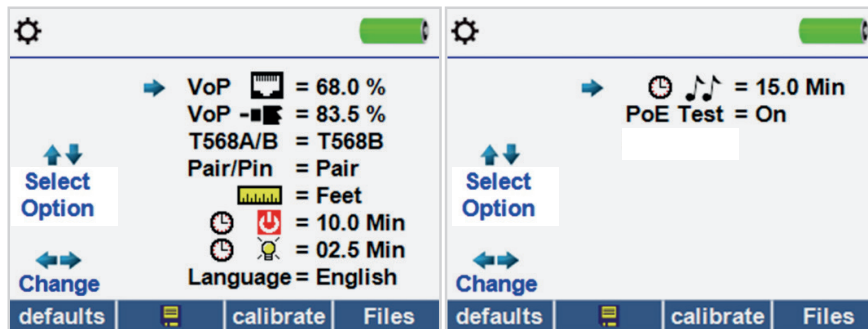 VoP = 68.0 %
VoP = 83.5 %
T568A/B = T568B
Pair/Pin = Pair
= Feet
= 10.0 Min
= 02.5 Min
Language = English
Select
Option
Change
defaults calibrate Files
= 15.0 Min
PoE Test = On
Select
Option
Change
defaults calibrate Files